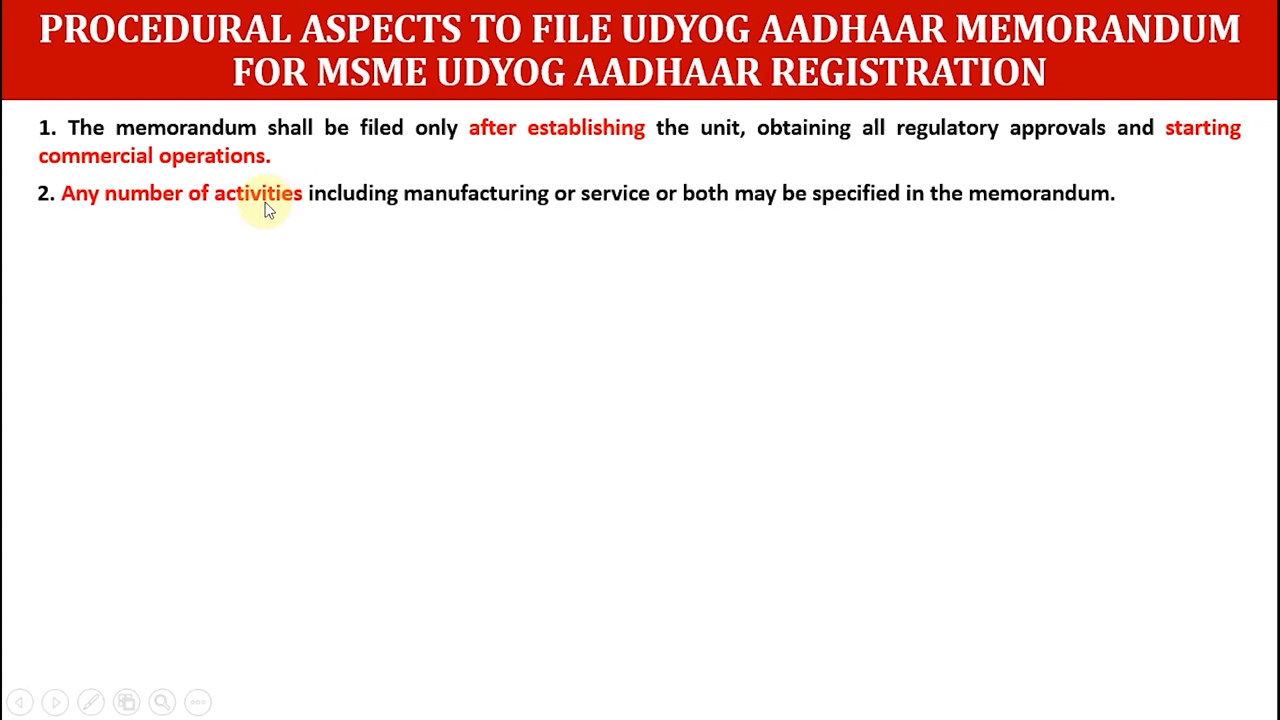 PROCEDURAL ASPECTS TO FILE UDYOG AADHAAR MEMORANDUM
FOR MSME UDYOG AADHAAR REGISTRATION
1. The memorandum shall be filed only after establishing the unit, obtaining all regulatory approvals and starting
commercial operations.
2. Any number of activities including manufacturing or service or both may be specified in the memorandum.